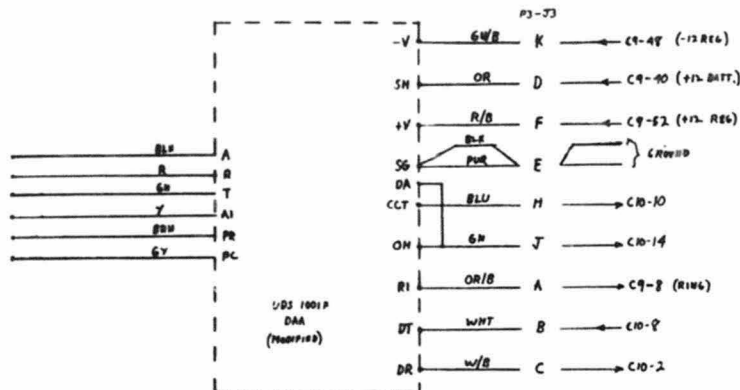 P3-J3
-V GN/B K C9-48 (-12 REG)
SH OR D C9-40 (+12 BATT.)
+V R/B F C9-52 (+12 REG)
BLK
SG PUR E GROUND
BLK A
R R
GN T
Y A1
BRN PR
GY PC
DA
CCT BLU H C10-10
OH GN J C10-14
RI OR/B A C9-8 (RING)
UDS 1001P
DAA
(MODIFIED)
DT WHT B C10-8
DR W/B C C10-2